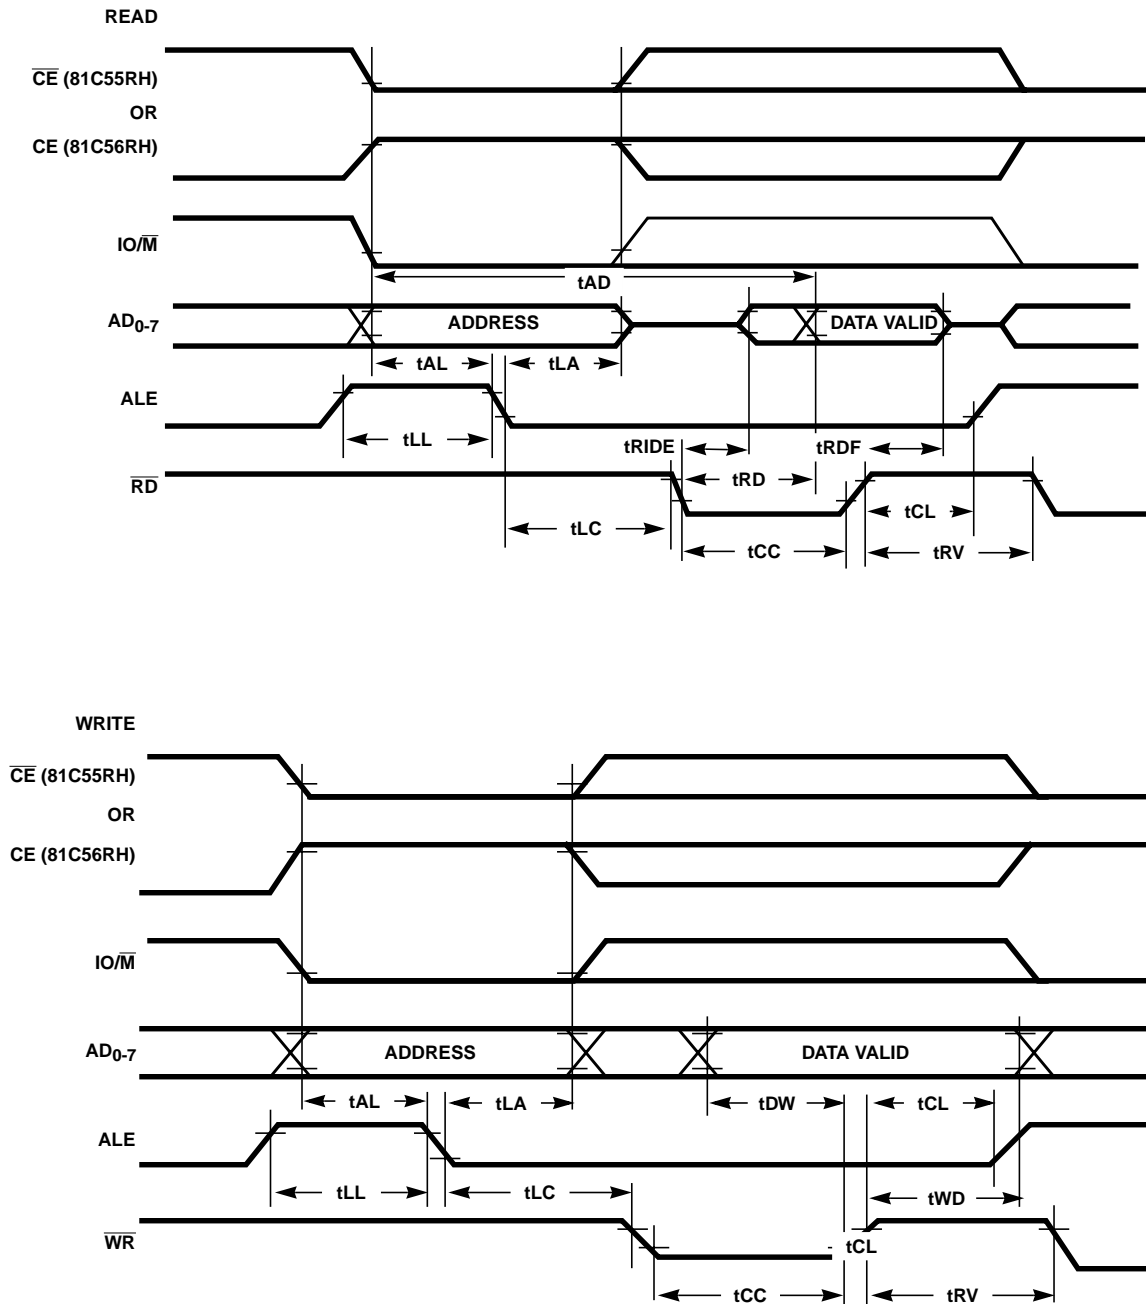 READ
CE (81C55RH)
OR
CE (81C56RH)
IO/M
tAD
AD0-7
ADDRESS
DATA VALID
tAL
tLA
ALE
tLL
tRIDE
tRDF
RD
tRD
tLC
tCL
tCC
tRV
WRITE
CE (81C55RH)
OR
CE (81C56RH)
IO/M
AD0-7
ADDRESS
DATA VALID
tAL
tLA
tDW
tCL
ALE
tLL
tLC
tWD
WR
tCL
tCC
tRV